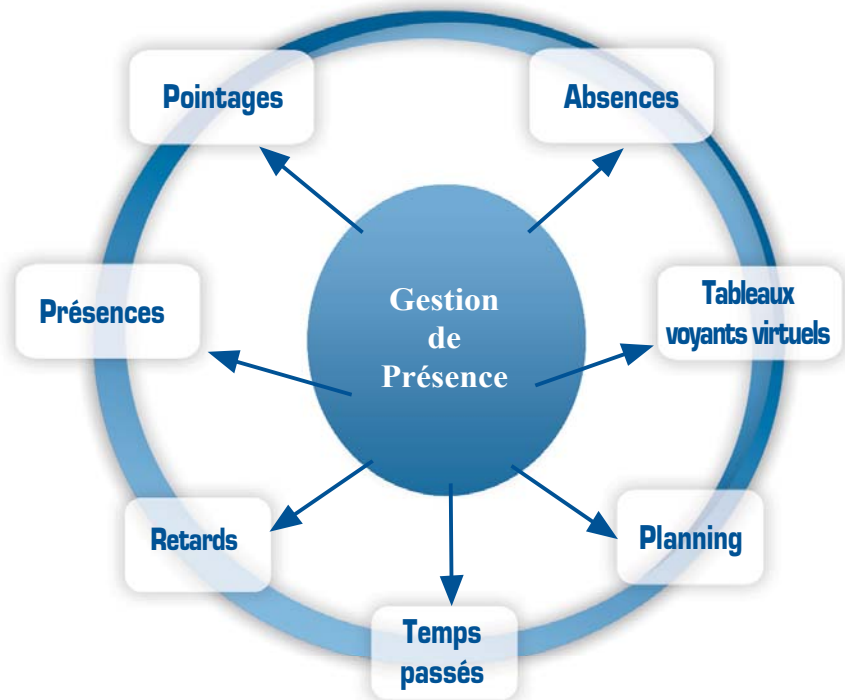 Pointages
Absences
Présences
Gestion
de
Présence
Tableaux
voyants virtuels
Retards
Planning
Temps
passés